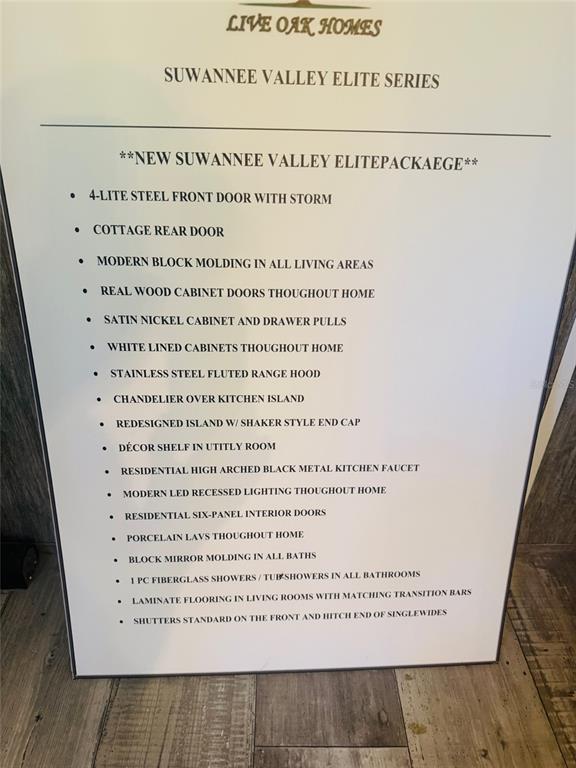 LIVE OAK HOMES
SUWANNEE VALLEY ELITE SERIES
**NEW SUWANNEE VALLEY ELITEPACKAEGE**
• 4-LITE STEEL FRONT DOOR WITH STORM
• COTTAGE REAR DOOR
• MODERN BLOCK MOLDING IN ALL LIVING AREAS
• REAL WOOD CABINET DOORS THOUGHOUT HOME
• SATIN NICKEL CABINET AND DRAWER PULLS
• WHITE LINED CABINETS THOUGHOUT HOME
• STAINLESS STEEL FLUTED RANGE HOOD
• CHANDELIER OVER KITCHEN ISLAND
• REDESIGNED ISLAND W/ SHAKER STYLE END CAP
• DÉCOR SHELF IN UTITLY ROOM
• RESIDENTIAL HIGH ARCHED BLACK METAL KITCHEN FAUCET
• MODERN LED RECESSED LIGHTING THOUGHOUT HOME
• RESIDENTIAL SIX-PANEL INTERIOR DOORS
• PORCELAIN LAVS THOUGHOUT HOME
• BLOCK MIRROR MOLDING IN ALL BATHS
• 1 PC FIBERGLASS SHOWERS / TUB SHOWERS IN ALL BATHROOMS
• LAMINATE FLOORING IN LIVING ROOMS WITH MATCHING TRANSITION BARS
• SHUTTERS STANDARD ON THE FRONT AND HITCH END OF SINGLEWIDES